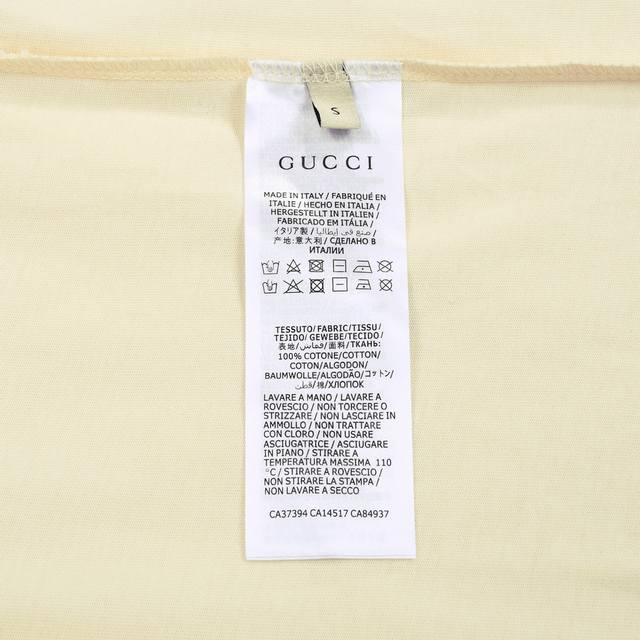 S
GUCCI
MADE IN ITALY / FABRIQUÉ EN
ITALIE / HECHO EN ITALIA /
HERGESTELLT IN ITALIEN /
FABRICADO EM ITÁLIA /
イタリア製 / صنع في إيطاليا /
产地:意大利 / СДЕЛАНО В
ИТАЛИИ
TESSUTO/FABRIC/TISSU/
TEJIDO/ GEWEBE/TECIDO/
表地/قماش/面料/ТКАНЬ:
100% COTONE/COTTON/
COTON/ALGODON/
BAUMWOLLE/ALGODÃO/コットン/
قطن/棉/ХЛОПОК
LAVARE A MANO / LAVARE A
ROVESCIO / NON TORCERE O
STRIZZARE / NON LASCIARE IN
AMMOLLO / NON TRATTARE
CON CLORO / NON USARE
ASCIUGATRICE / ASCIUGARE
IN PIANO / STIRARE A
TEMPERATURA MASSIMA 110
°C / STIRARE A ROVESCIO /
NON STIRARE LA STAMPA /
NON LAVARE A SECCO
CA37394 CA14517 CA84937